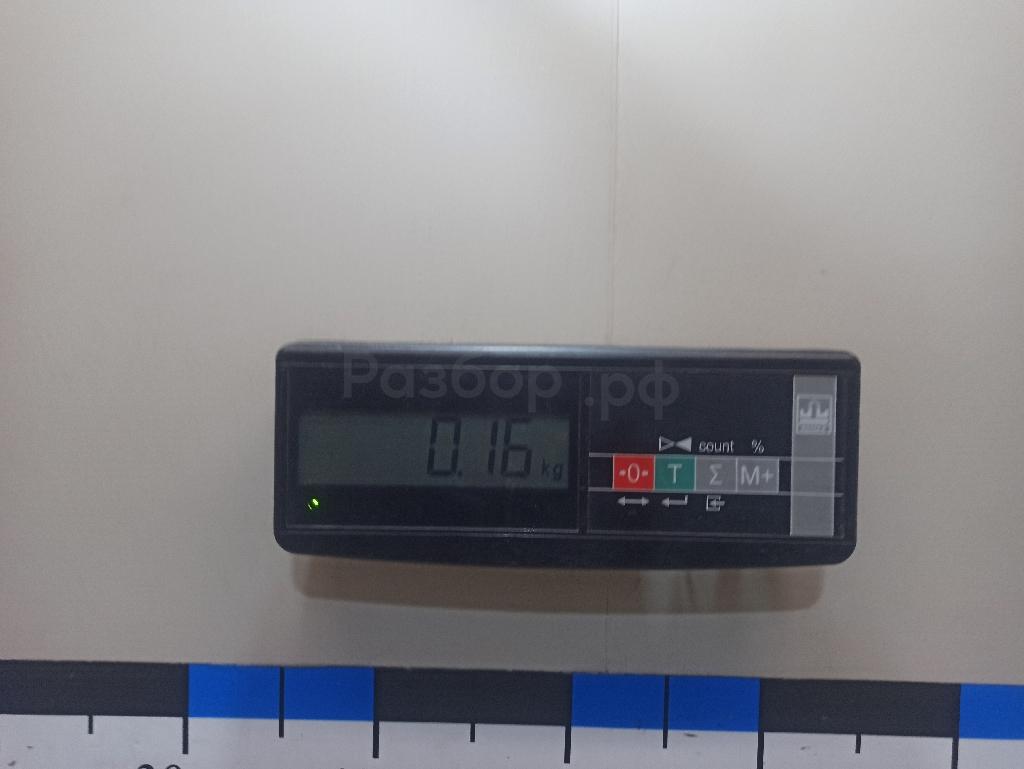 Разбор.рф
0.16 kg
count %
•0• T Σ M+